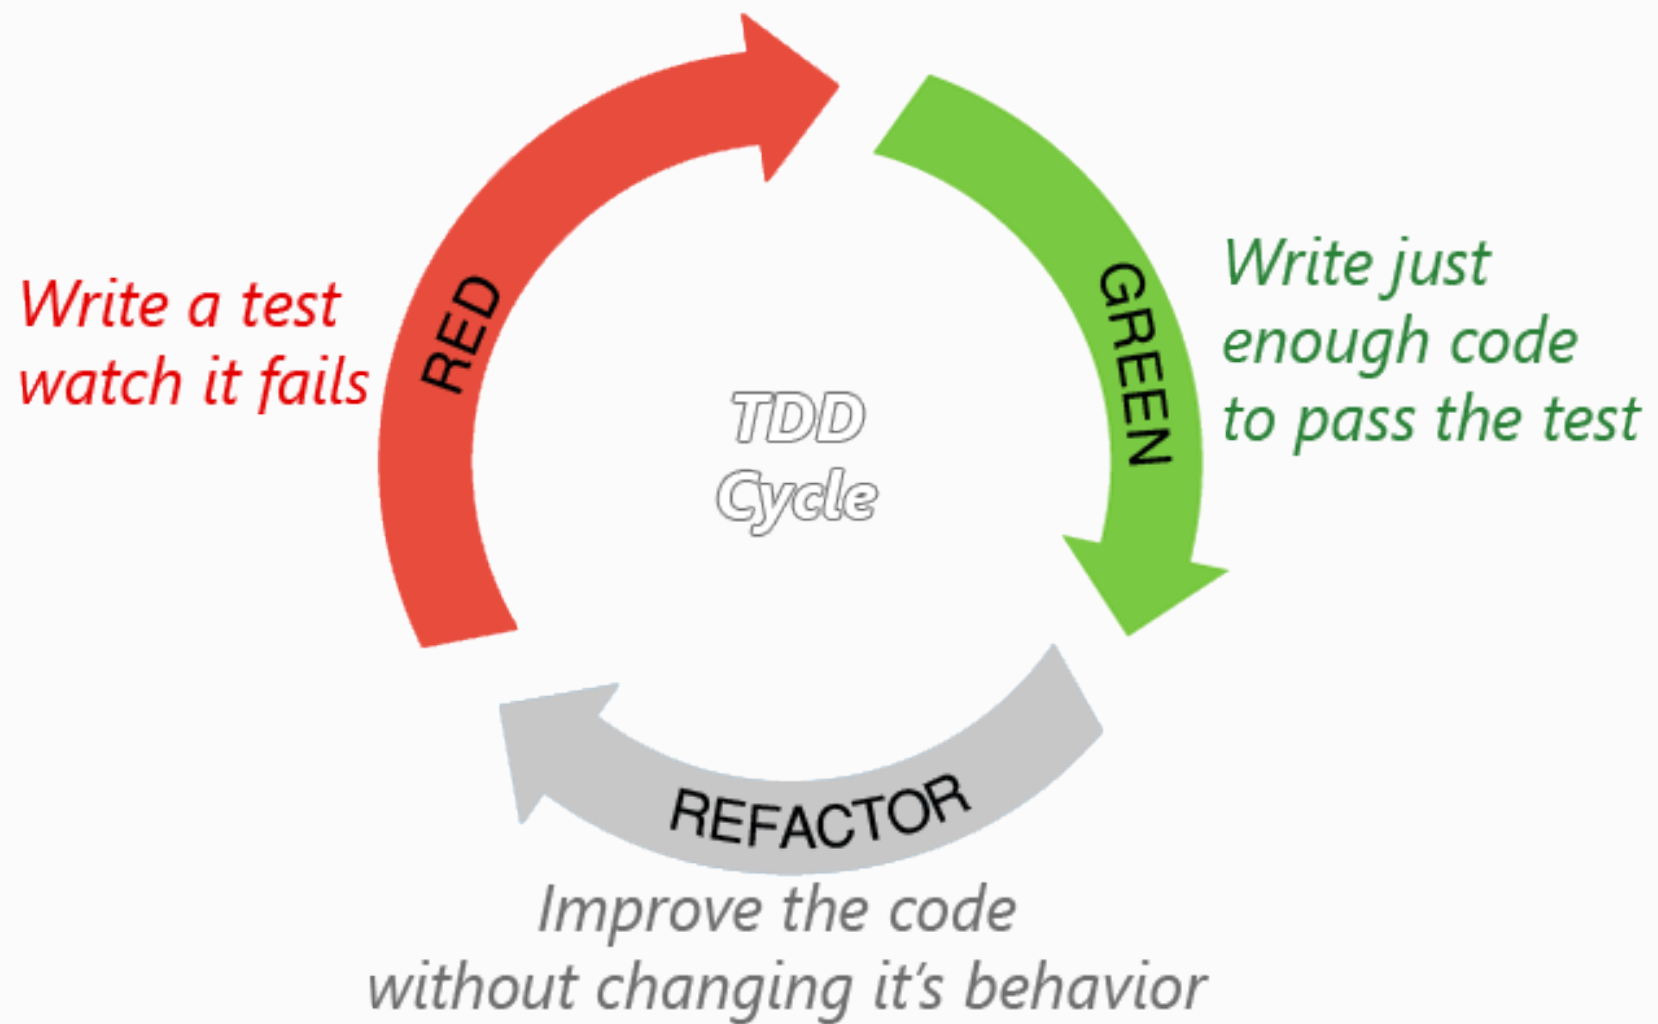 RED
Write a test
watch it fails
GREEN
Write just
enough code
to pass the test
TDD
Cycle
REFACTOR
Improve the code
without changing it's behavior